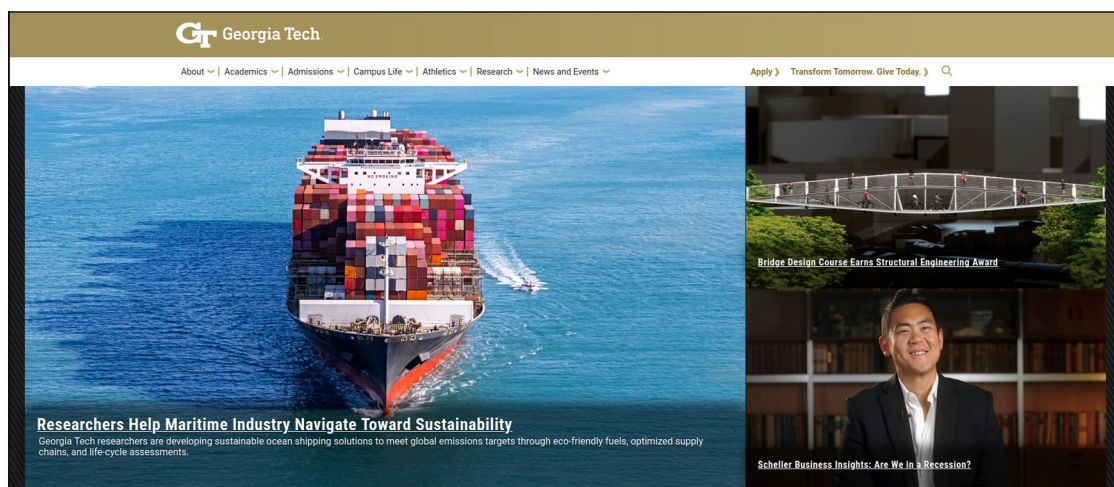 GT Georgia Tech
About | Academics | Admissions | Campus Life | Athletics | Research | News and Events
Apply ❯ Transform Tomorrow. Give Today. ❯
NO SMOKING
Bridge Design Course Earns Structural Engineering Award
Researchers Help Maritime Industry Navigate Toward Sustainability
Georgia Tech researchers are developing sustainable ocean shipping solutions to meet global emissions targets through eco-friendly fuels, optimized supply
chains, and life-cycle assessments.
Scheller Business Insights: Are We in a Recession?